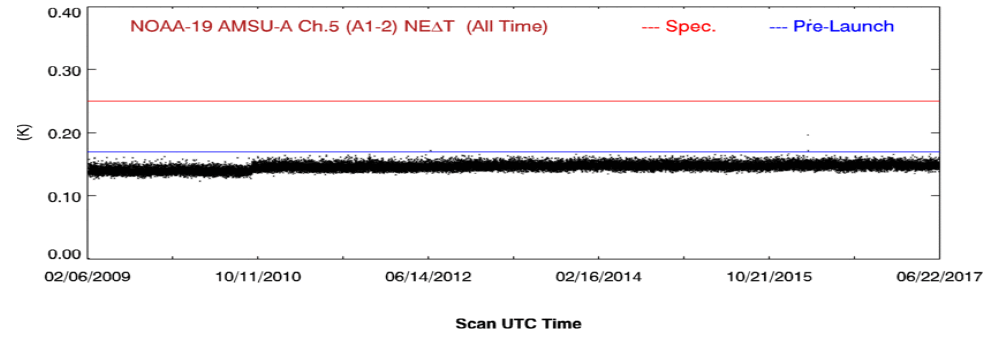 NOAA-19 AMSU-A Ch.5 (A1-2) NEΔT (All Time) --- Spec. --- Pre-Launch
0.40
0.30
(K)
0.20
0.10
0.00
02/06/2009 10/11/2010 06/14/2012 02/16/2014 10/21/2015 06/22/2017
Scan UTC Time